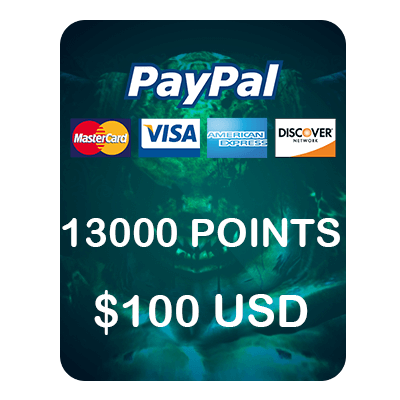 PayPal
MasterCard VISA AMERICAN EXPRESS DISCOVER NETWORK
13000 POINTS
$100 USD